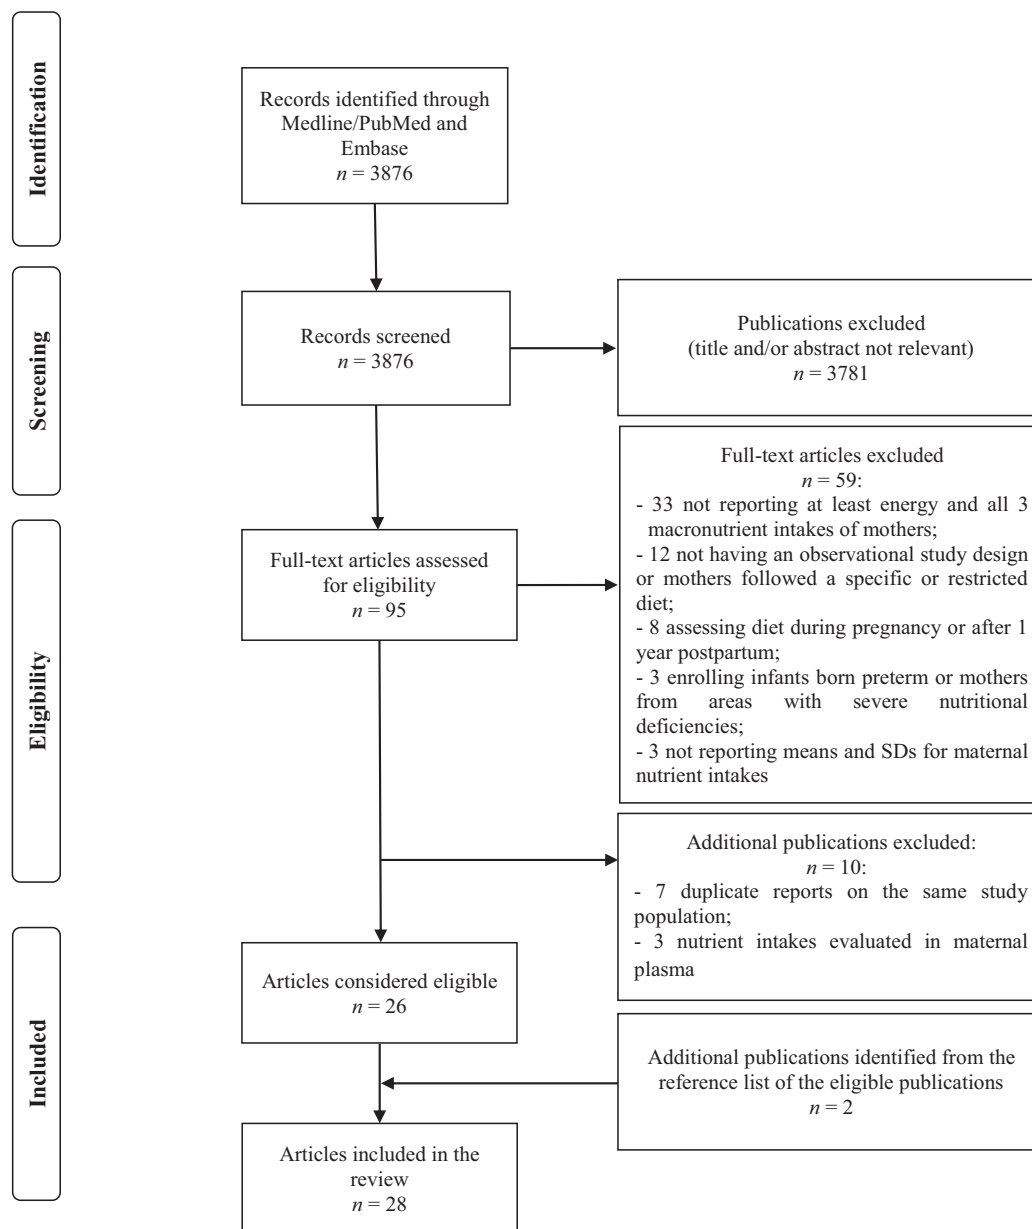 Identification
Records identified through
Medline/PubMed and
Embase
n = 3876
Screening
Records screened
n = 3876
Publications excluded
(title and/or abstract not relevant)
n = 3781
Eligibility
Full-text articles assessed
for eligibility
n = 95
Full-text articles excluded
n = 59:
- 33 not reporting at least energy and all 3
macronutrient intakes of mothers;
- 12 not having an observational study design
or mothers followed a specific or restricted
diet;
- 8 assessing diet during pregnancy or after 1
year postpartum;
- 3 enrolling infants born preterm or mothers
from areas with severe nutritional
deficiencies;
- 3 not reporting means and SDs for maternal
nutrient intakes
Additional publications excluded:
n = 10:
- 7 duplicate reports on the same study
population;
- 3 nutrient intakes evaluated in maternal
plasma
Included
Articles considered eligible
n = 26
Additional publications identified from the
reference list of the eligible publications
n = 2
Articles included in the
review
n = 28